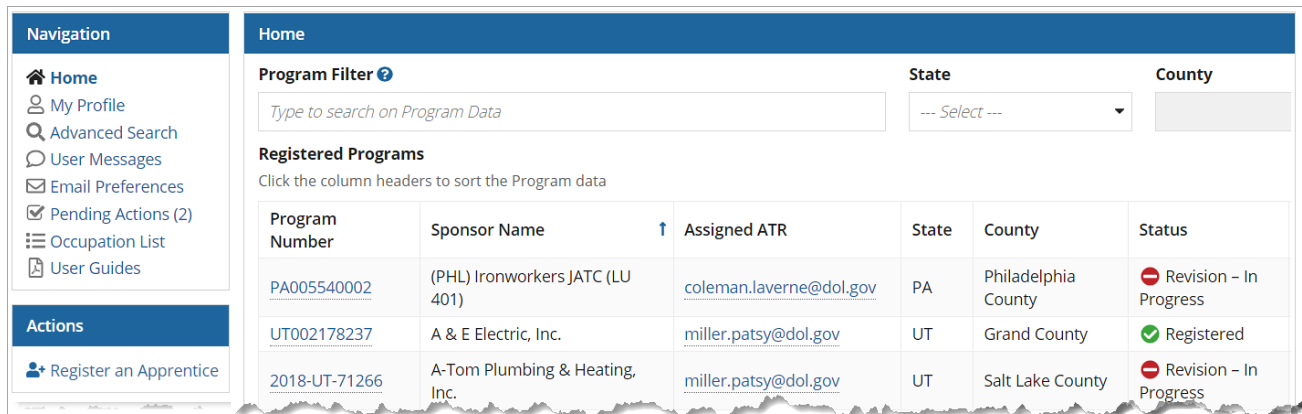 Navigation
Home
My Profile
Advanced Search
User Messages
Email Preferences
Pending Actions (2)
Occupation List
User Guides
Actions
Register an Apprentice
Home
Program Filter
State
County
Type to search on Program Data
--- Select ---
Registered Programs
Click the column headers to sort the Program data
Program
Number
Sponsor Name
Assigned ATR
State
County
Status
PA005540002
(PHL) Ironworkers JATC (LU
401)
coleman.laverne@dol.gov
PA
Philadelphia
County
Revision – In
Progress
UT002178237
A & E Electric, Inc.
miller.patsy@dol.gov
UT
Grand County
Registered
2018-UT-71266
A-Tom Plumbing & Heating,
Inc.
miller.patsy@dol.gov
UT
Salt Lake County
Revision – In
Progress